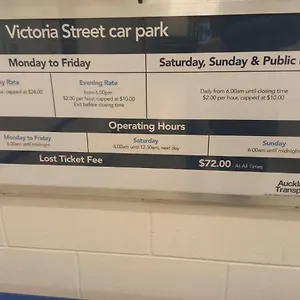 Victoria Street car park
Monday to Friday
Saturday, Sunday & Public
y Rate
Evening Rate
hour, capped at $24.00
from 6.00pm
$2.00 per hour, capped at $10.00
Exit before closing time
Daily from 6.00am until closing time
$2.00 per hour, capped at $10.00
Operating Hours
Monday to Friday
Saturday
Sunday
6.00am until midnight
6.00am until 12.30am, next day
6.00am until midnight
Lost Ticket Fee
$72.00 At All Times
Auckl
Transp